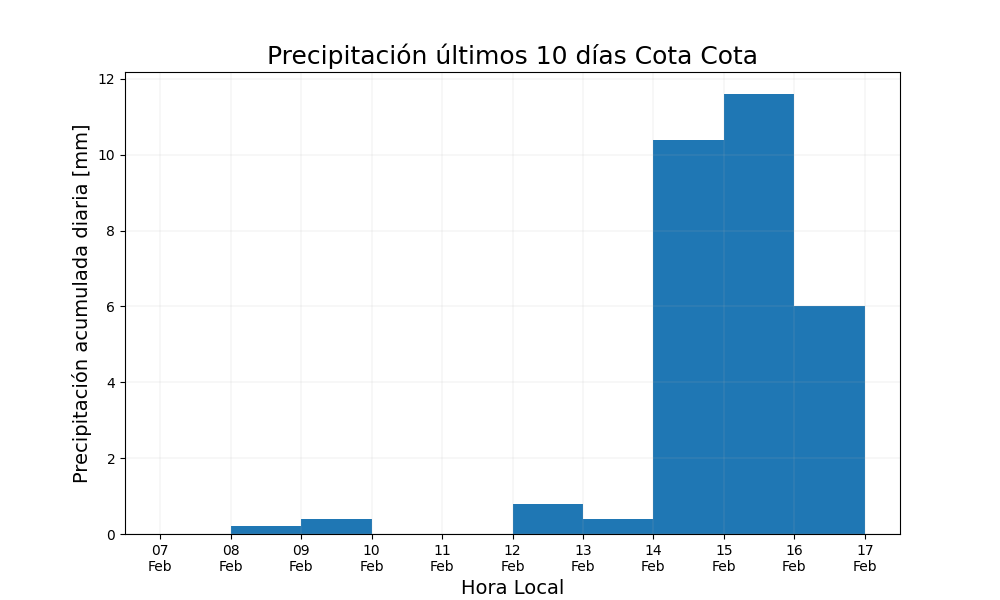 Precipitación últimos 10 días Cota Cota
Precipitación acumulada diaria [mm]
12
10
8
6
4
2
0
07 08 09 10 11 12 13 14 15 16 17
Feb Feb Feb Feb Feb Feb Feb Feb Feb Feb Feb
Hora Local